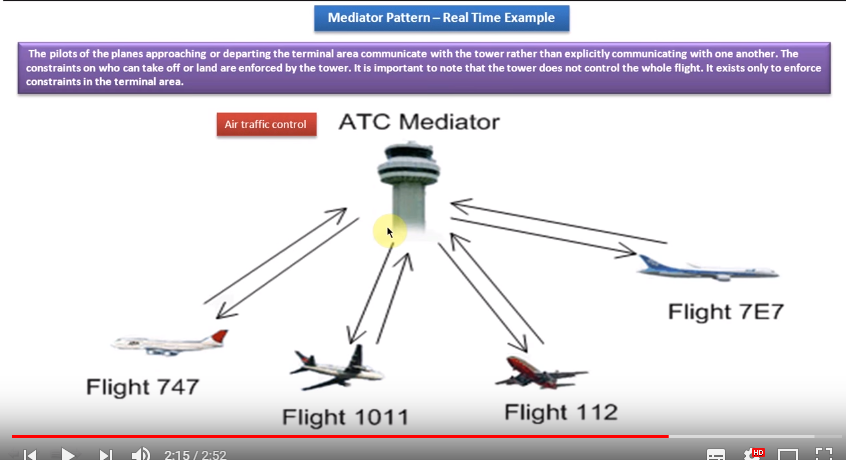 Mediator Pattern – Real Time Example
The pilots of the planes approaching or departing the terminal area communicate with the tower rather than explicitly communicating with one another. The
constraints on who can take off or land are enforced by the tower. It is important to note that the tower does not control the whole flight. It exists only to enforce
constraints in the terminal area.
Air traffic control
ATC Mediator
Flight 7E7
Flight 747
Flight 1011
Flight 112
2:15 / 2:52
HD